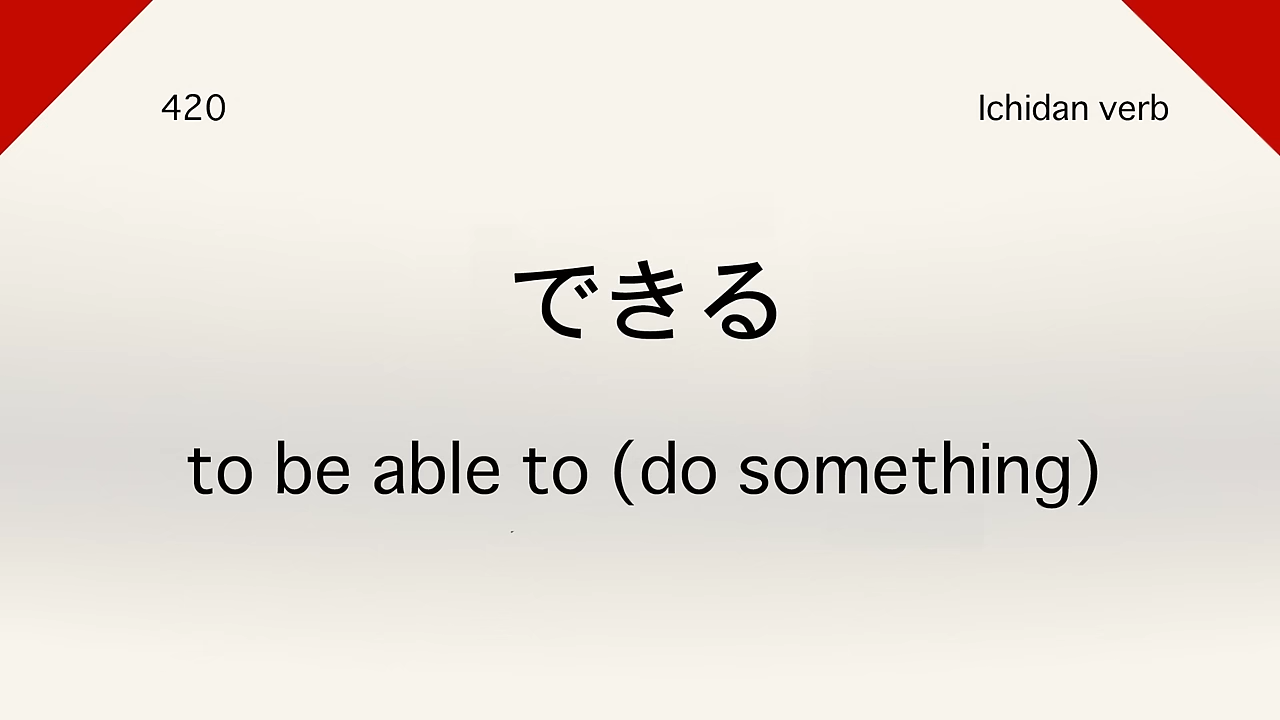 420
Ichidan verb
できる
to be able to (do something)